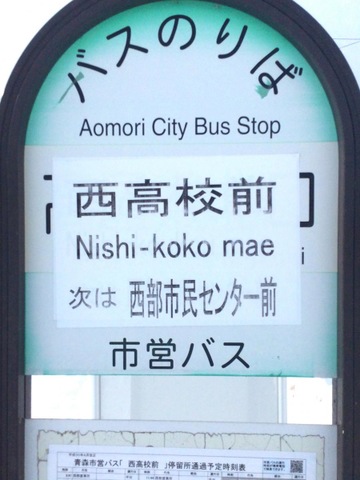 バスのりば
Aomori City Bus Stop
西高校前
Nishi-koko mae
次は 西部市民センター前
市営バス
青森市営バス「 西高校前 」停留所通過予定時刻表